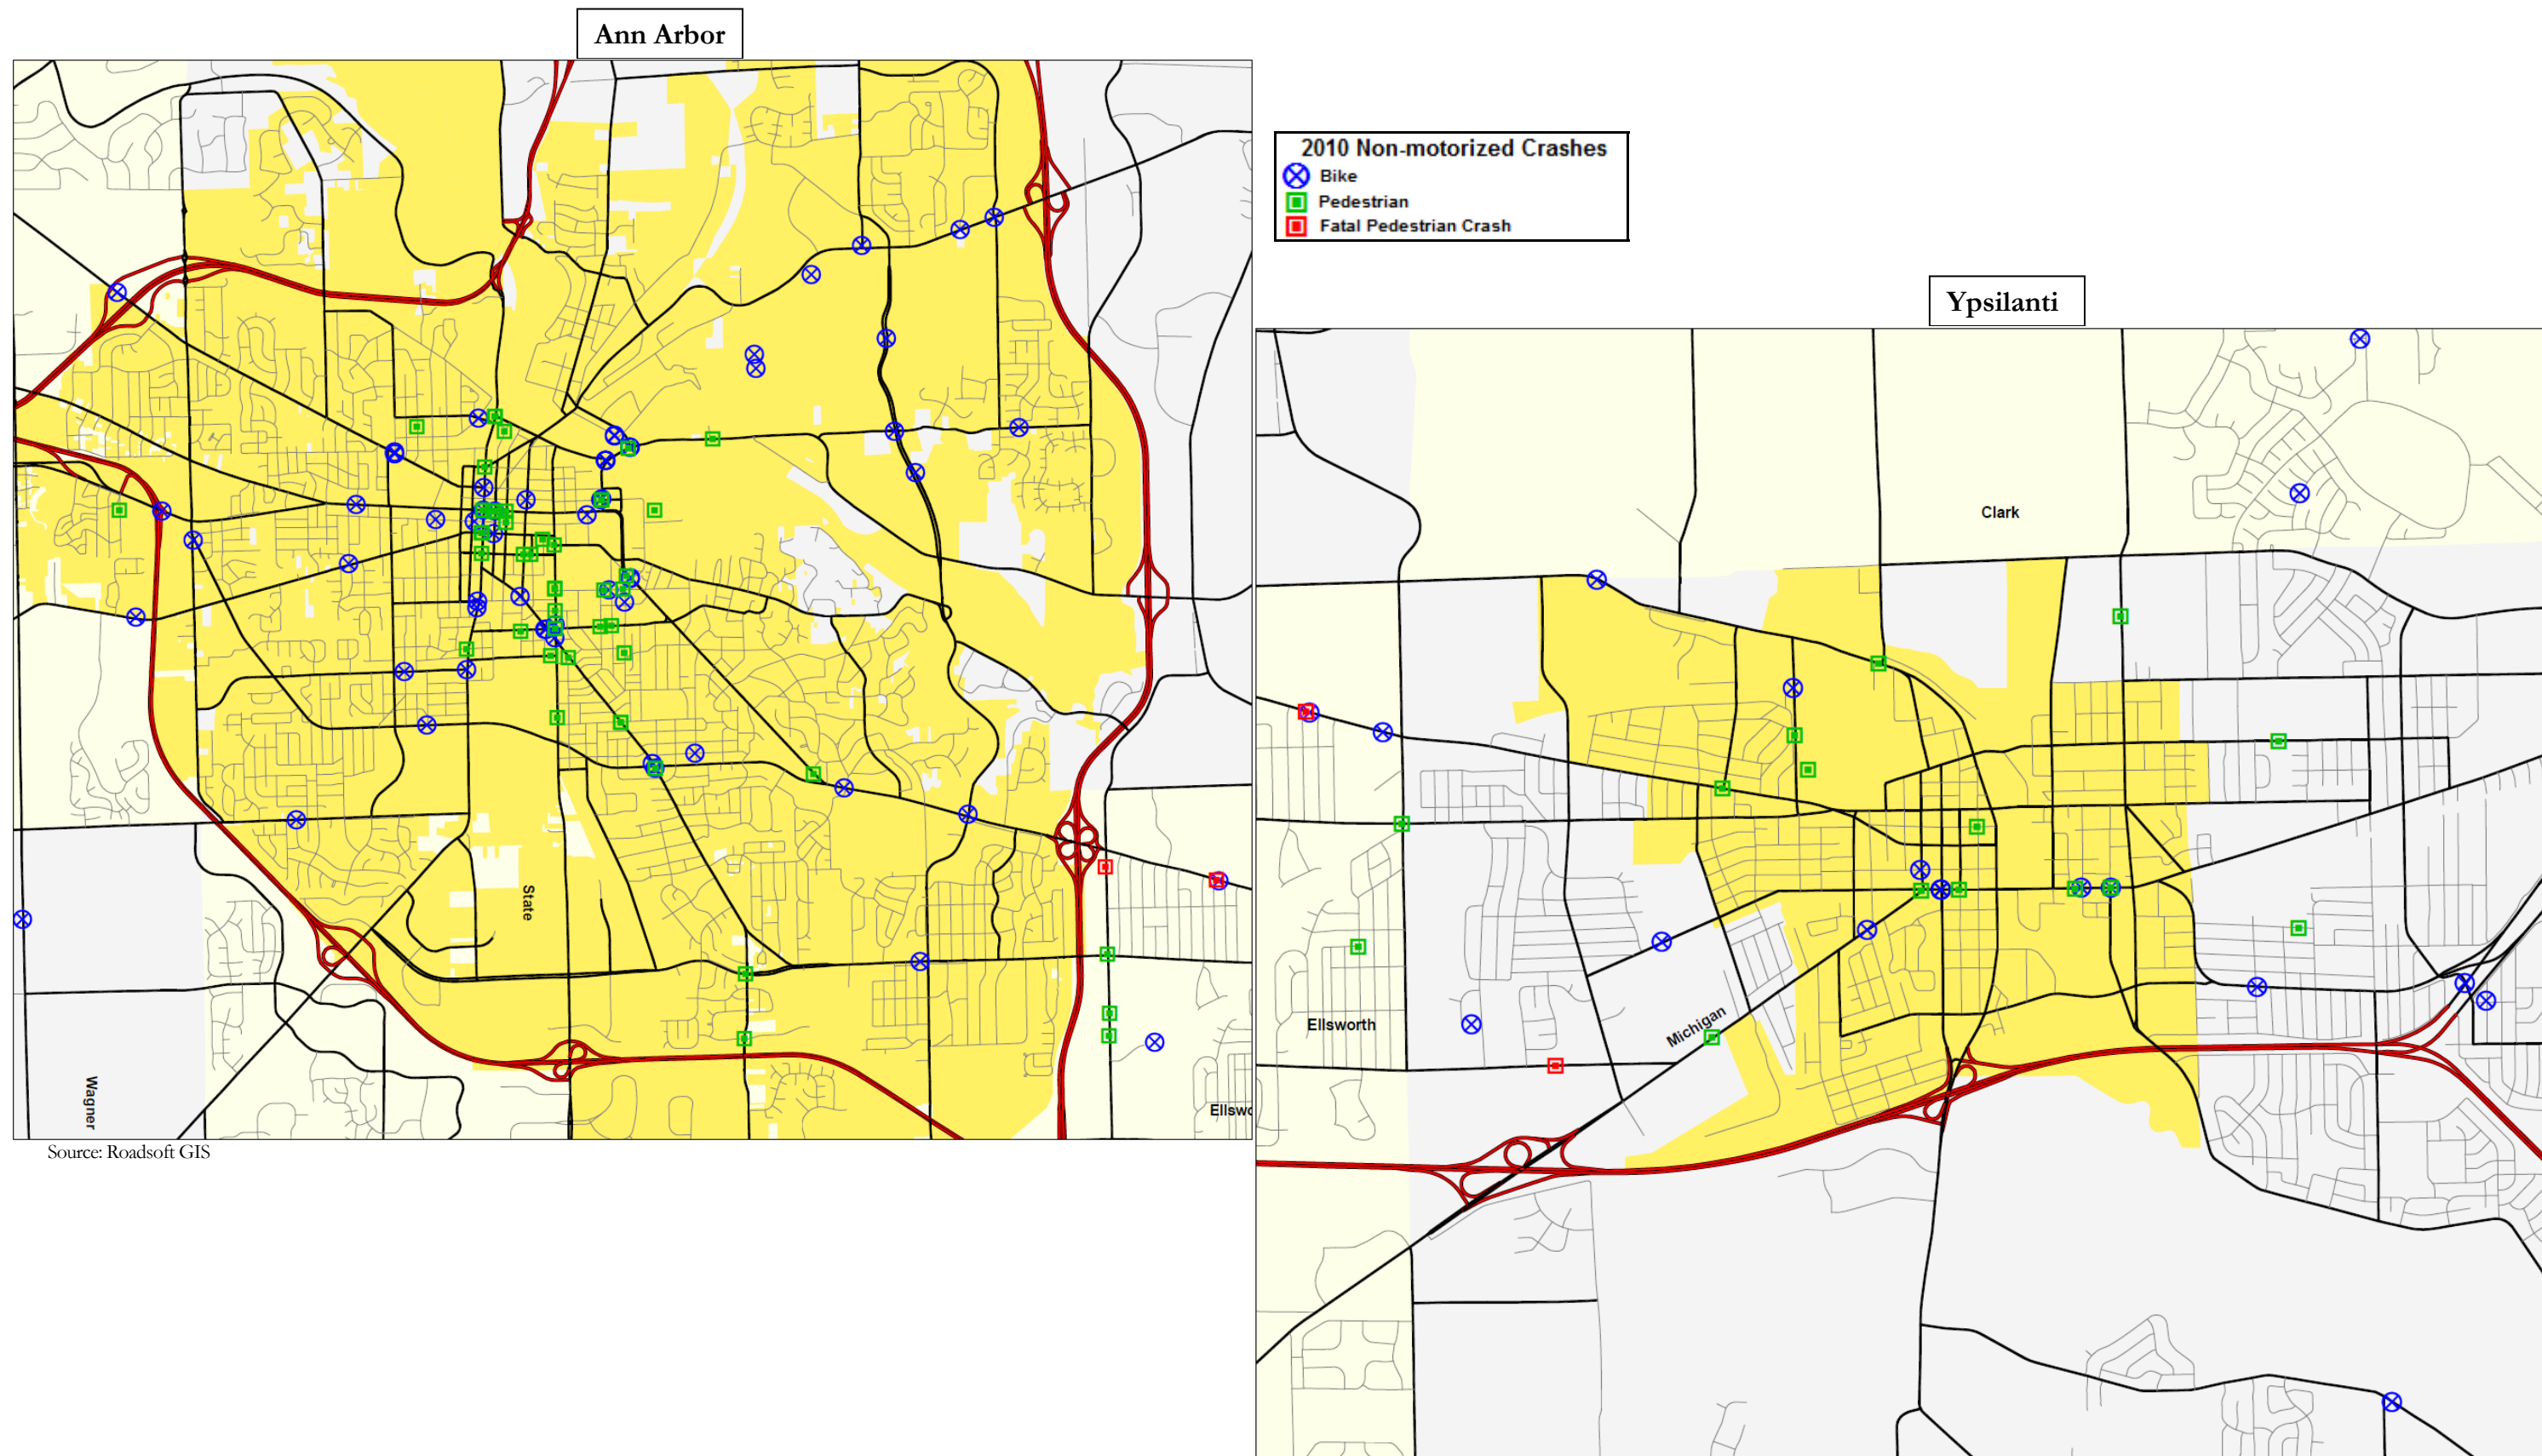 Ann Arbor
2010 Non-motorized Crashes
Bike
Pedestrian
Fatal Pedestrian Crash
Ypsilanti
Clark
State
Ellsworth
Michigan
Wagner
Ellswo
Source: Roadsoft GIS